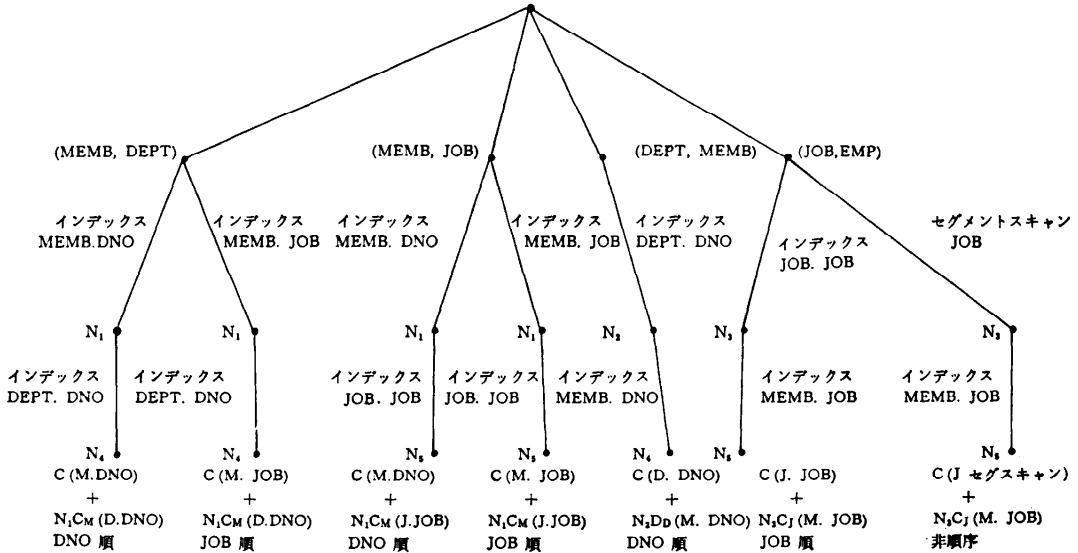 (MEMB, DEPT)
(MEMB, JOB)
(DEPT, MEMB)
(JOB,EMP)
インデックス
MEMB.DNO
インデックス
MEMB. JOB
インデックス
MEMB. DNO
インデックス
MEMB. JOB
インデックス
DEPT. DNO
インデックス
JOB. JOB
セグメントスキャン
JOB
N₁
N₁
N₁
N₁
N₂
N₃
N₃
インデックス
DEPT. DNO
インデックス
DEPT. DNO
インデックス
JOB. JOB
インデックス
JOB. JOB
インデックス
MEMB. DNO
インデックス
MEMB. JOB
インデックス
MEMB. JOB
N₄
C (M.DNO)
+
N₁Cᴍ (D.DNO)
DNO 順
N₄
C (M. JOB)
+
N₁Cᴍ (D.DNO)
JOB 順
N₅
C (M.DNO)
+
N₁Cᴍ (J.JOB)
DNO 順
N₅
C (M. JOB)
+
N₁Cᴍ (J.JOB)
JOB 順
N₄
C (D. DNO)
+
N₂Dᴅ (M. DNO)
DNO 順
N₅
C (J. JOB)
+
N₃Cᴊ (M. JOB)
JOB 順
N₅
C (J セグスキャン)
+
N₃Cᴊ (M. JOB)
非順序